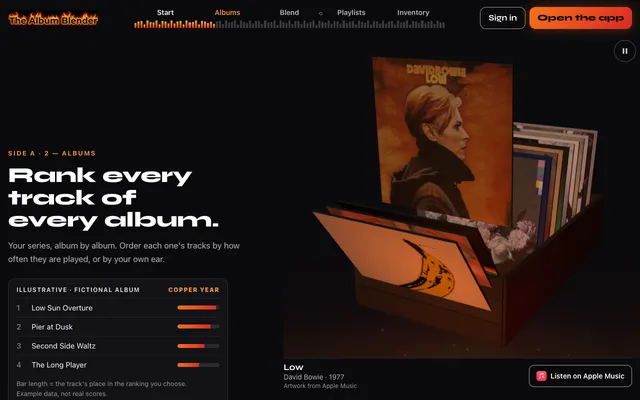 The Album Blender
Start
Albums
Blend
Playlists
Inventory
Sign in
Open the app
SIDE A · 2 — ALBUMS
Rank every
track of
every album.
Your series, album by album. Order each one's tracks by how
often they are played, or by your own ear.
ILLUSTRATIVE · FICTIONAL ALBUM
COPPER YEAR
1 Low Sun Overture
2 Pier at Dusk
3 Second Side Waltz
4 The Long Player
Bar length = the track's place in the ranking you choose.
Example data, not real scores.
DAVID BOWIE
LOW
Low
David Bowie · 1977
Artwork from Apple Music
Listen on Apple Music